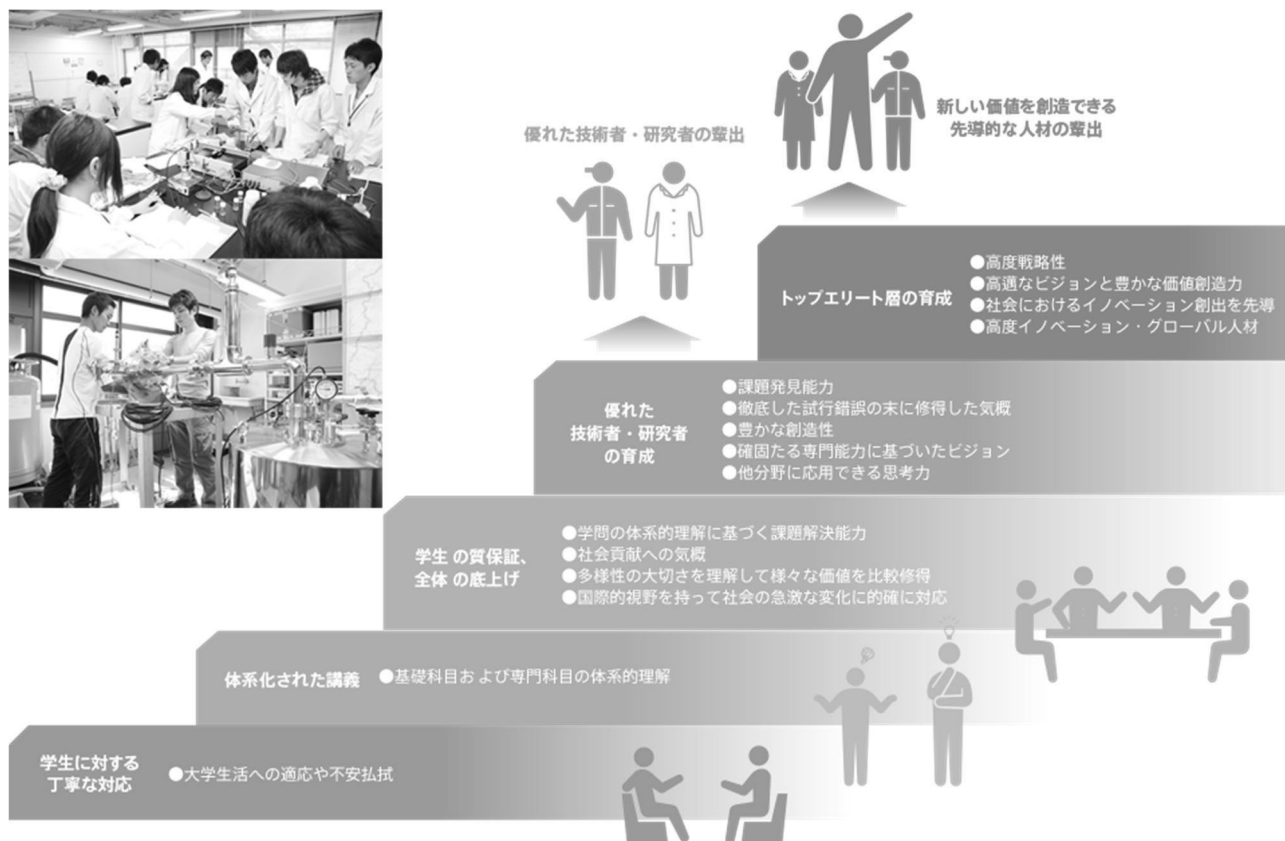 新しい価値を創造できる
先導的な人材の輩出
優れた技術者・研究者の輩出
トップエリート層の育成
●高度戦略性
●高邁なビジョンと豊かな価値創造力
●社会におけるイノベーション創出を先導
●高度イノベーション・グローバル人材
優れた
技術者・研究者
の育成
●課題発見能力
●徹底した試行錯誤の末に修得した気概
●豊かな創造性
●確固たる専門能力に基づいたビジョン
●他分野に応用できる思考力
学生 の質保証、
全体 の底上げ
●学問の体系的理解に基づく課題解決能力
●社会貢献への気概
●多様性の大切さを理解して様々な価値を比較修得
●国際的視野を持って社会の急激な変化に的確に対応
体系化された講義
●基礎科目および専門科目の体系的理解
学生に対する
丁寧な対応
●大学生活への適応や不安払拭